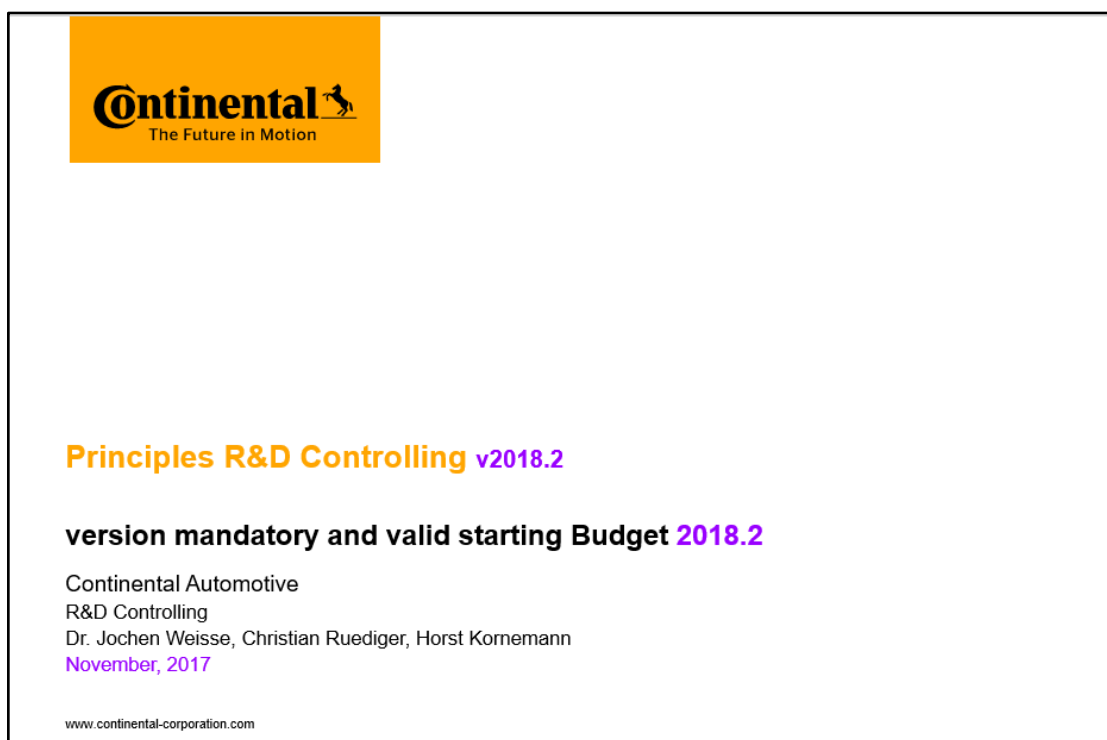 Continental
The Future in Motion
Principles R&D Controlling v2018.2
version mandatory and valid starting Budget 2018.2
Continental Automotive
R&D Controlling
Dr. Jochen Weisse, Christian Ruediger, Horst Kornemann
November, 2017
www.continental-corporation.com